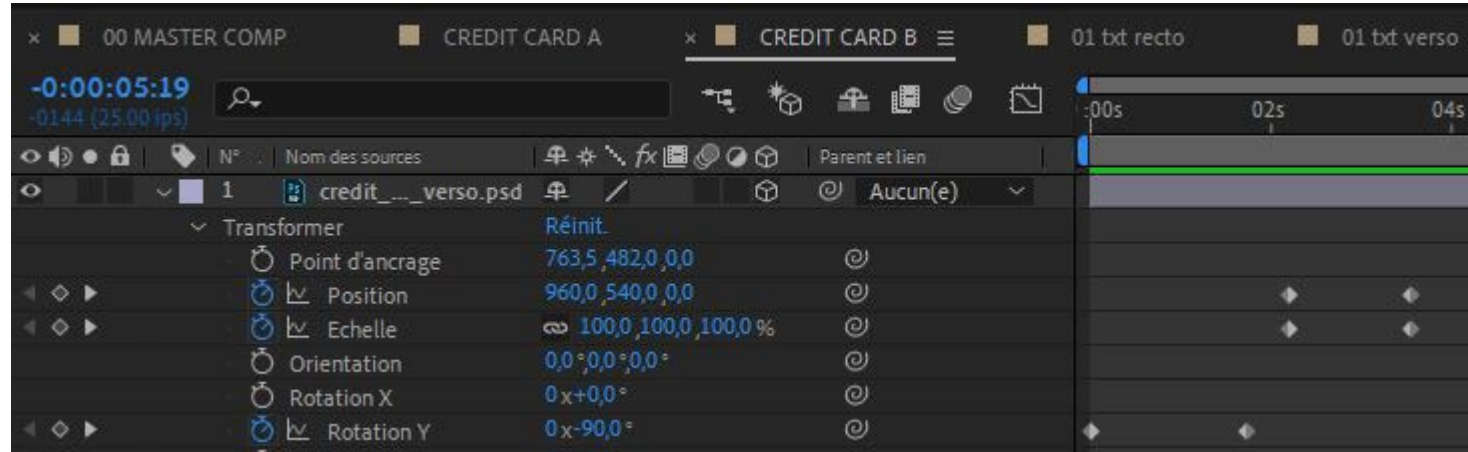 × 00 MASTER COMP CREDIT CARD A × CREDIT CARD B ≡ 01 txt recto 01 txt verso
-0:00:05:19
-0144 (25.00 ips)
:00s 02s 04s
N° . Nom des sources fx Parent et lien
1 credit_..._verso.psd Aucun(e)
Transformer Réinit.
Point d'ancrage 763,5 ,482,0 ,0,0
Position 960,0 ,540,0 ,0,0
Echelle 100,0 ,100,0 ,100,0 %
Orientation 0,0 °,0,0 °,0,0 °
Rotation X 0 x+0,0 °
Rotation Y 0 x-90,0 °